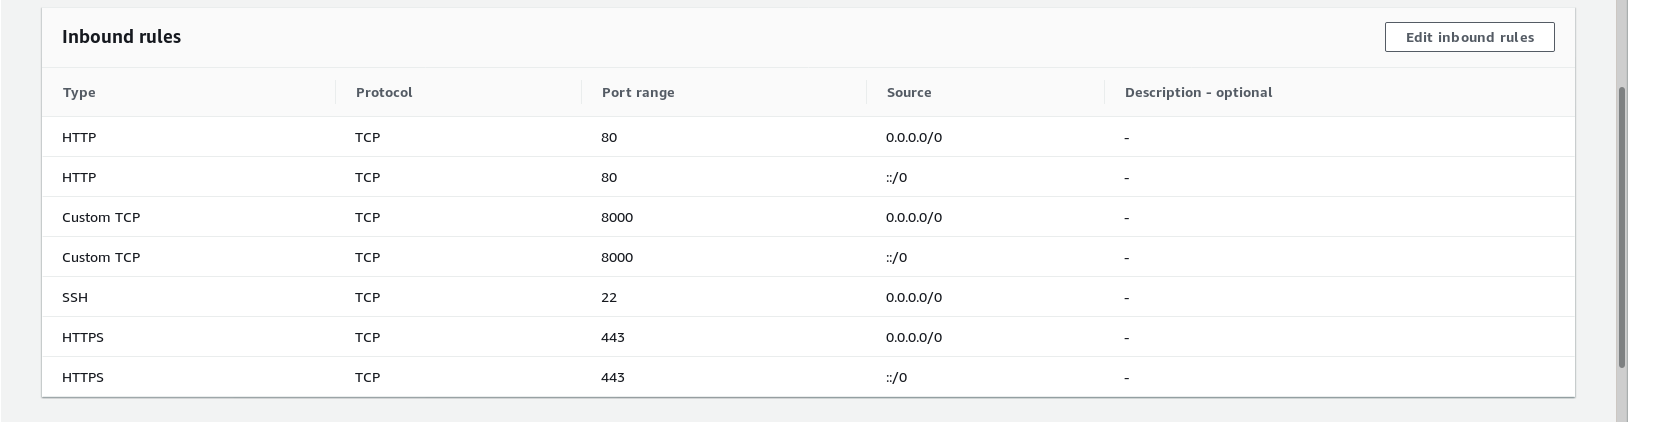 Inbound rules Edit inbound rules
Type Protocol Port range Source Description - optional
HTTP TCP 80 0.0.0.0/0 -
HTTP TCP 80 ::/0 -
Custom TCP TCP 8000 0.0.0.0/0 -
Custom TCP TCP 8000 ::/0 -
SSH TCP 22 0.0.0.0/0 -
HTTPS TCP 443 0.0.0.0/0 -
HTTPS TCP 443 ::/0 -